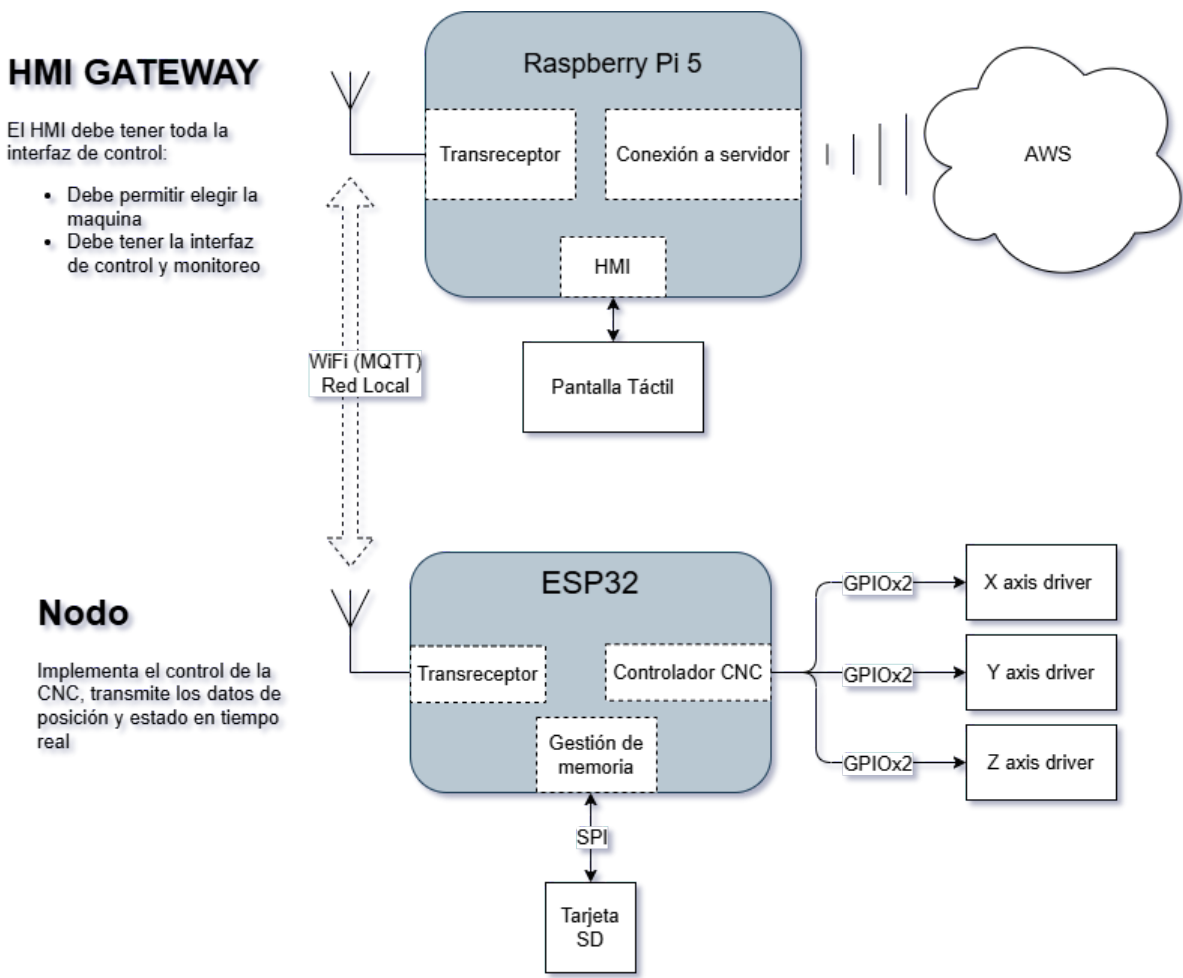 HMI GATEWAY
El HMI debe tener toda la
interfaz de control:
• Debe permitir elegir la
maquina
• Debe tener la interfaz
de control y monitoreo
Raspberry Pi 5
Transreceptor
Conexión a servidor
HMI
AWS
WiFi (MQTT)
Red Local
Pantalla Táctil
Nodo
Implementa el control de la
CNC, transmite los datos de
posición y estado en tiempo
real
ESP32
Transreceptor
Controlador CNC
Gestión de
memoria
GPIOx2
X axis driver
GPIOx2
Y axis driver
GPIOx2
Z axis driver
SPI
Tarjeta
SD